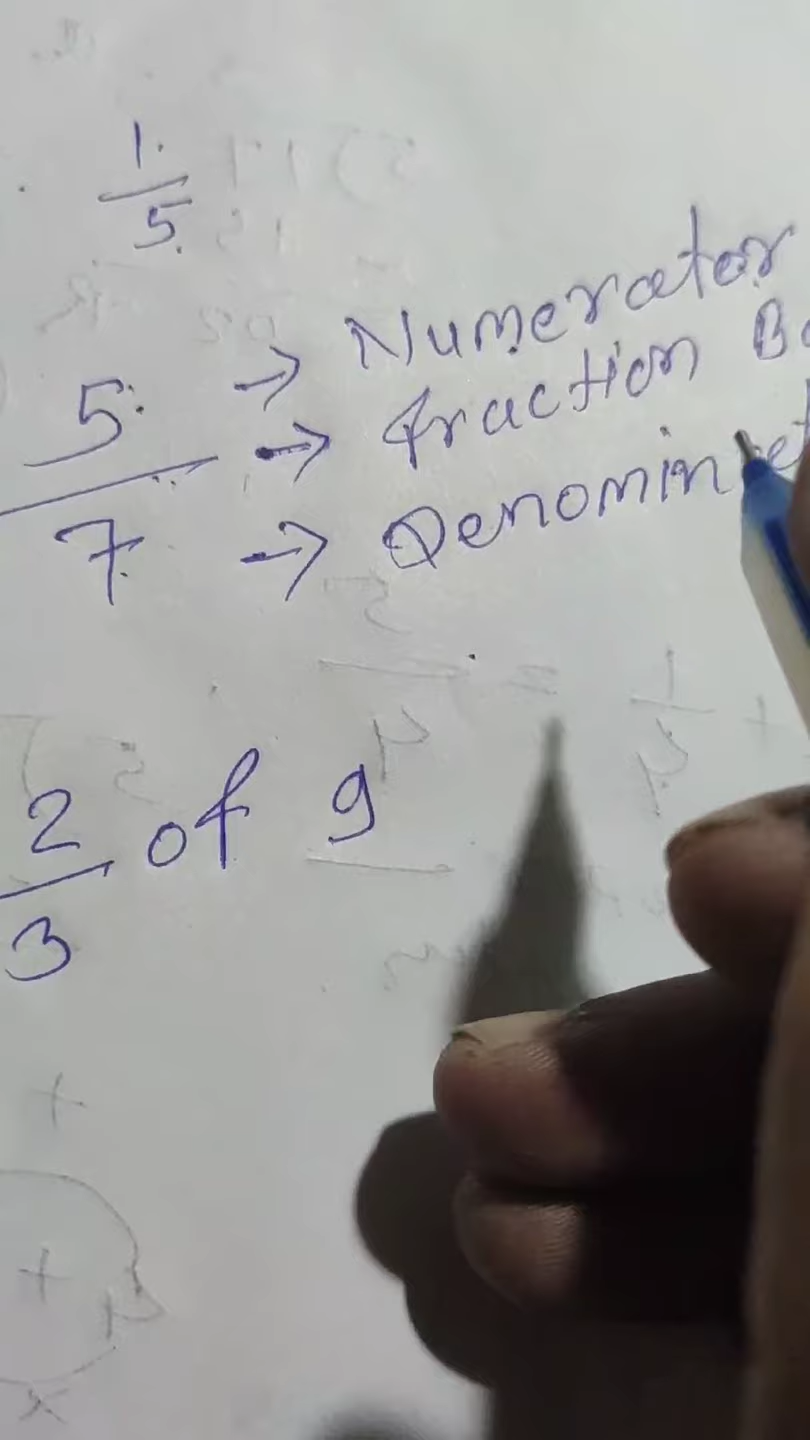 1
5
5 → Numerator
→ fraction
7 → Denomin
2
3 of 9